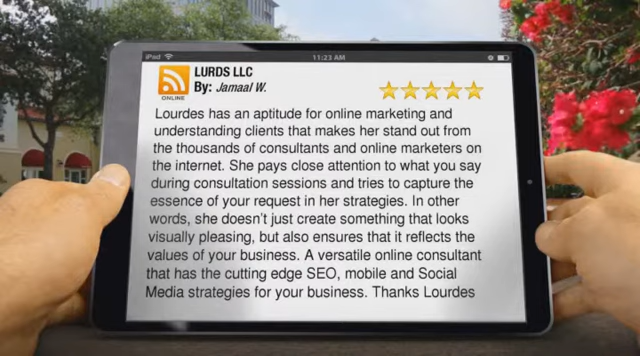 iPad
11:23 AM
LURDS LLC
By: Jamaal W.
ONLINE
Lourdes has an aptitude for online marketing and
understanding clients that makes her stand out from
the thousands of consultants and online marketers on
the internet. She pays close attention to what you say
during consultation sessions and tries to capture the
essence of your request in her strategies. In other
words, she doesn't just create something that looks
visually pleasing, but also ensures that it reflects the
values of your business. A versatile online consultant
that has the cutting edge SEO, mobile and Social
Media strategies for your business. Thanks Lourdes